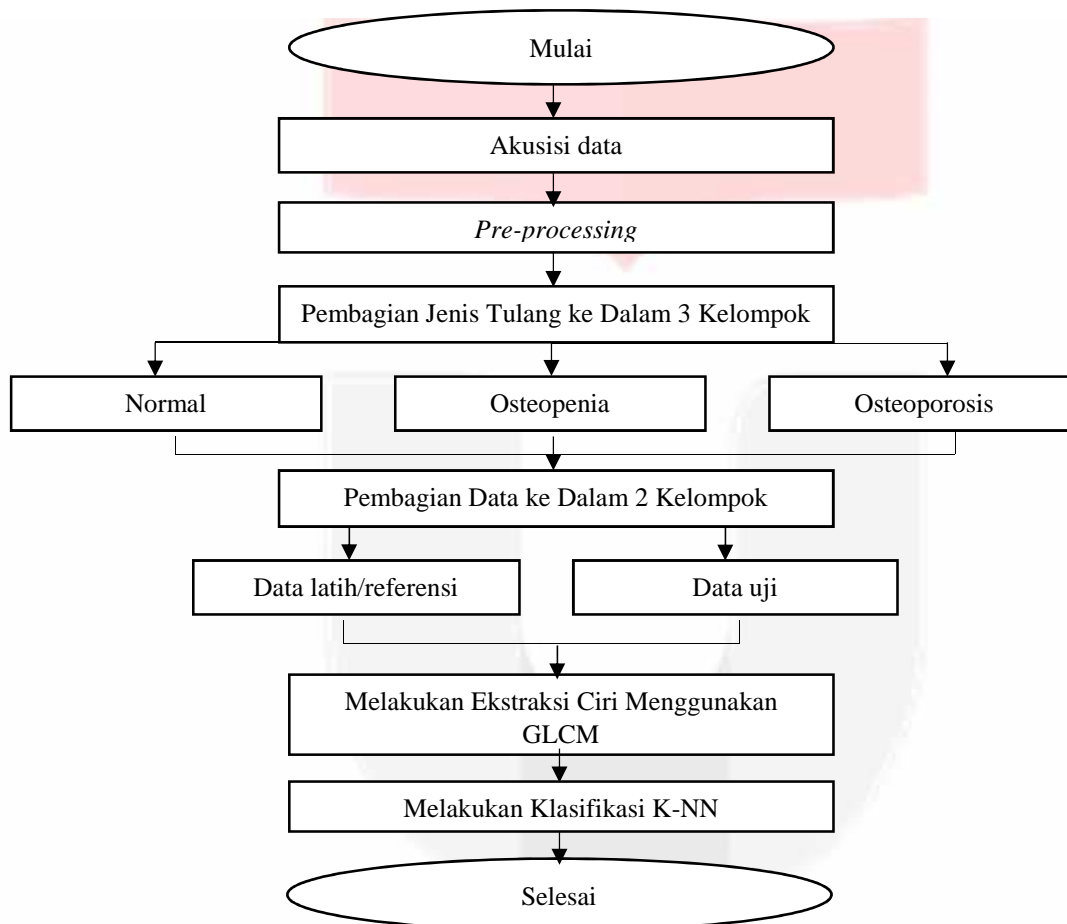 Mulai
Akusisi data
Pre-processing
Pembagian Jenis Tulang ke Dalam 3 Kelompok
Normal
Osteopenia
Osteoporosis
Pembagian Data ke Dalam 2 Kelompok
Data latih/referensi
Data uji
Melakukan Ekstraksi Ciri Menggunakan
GLCM
Melakukan Klasifikasi K-NN
Selesai